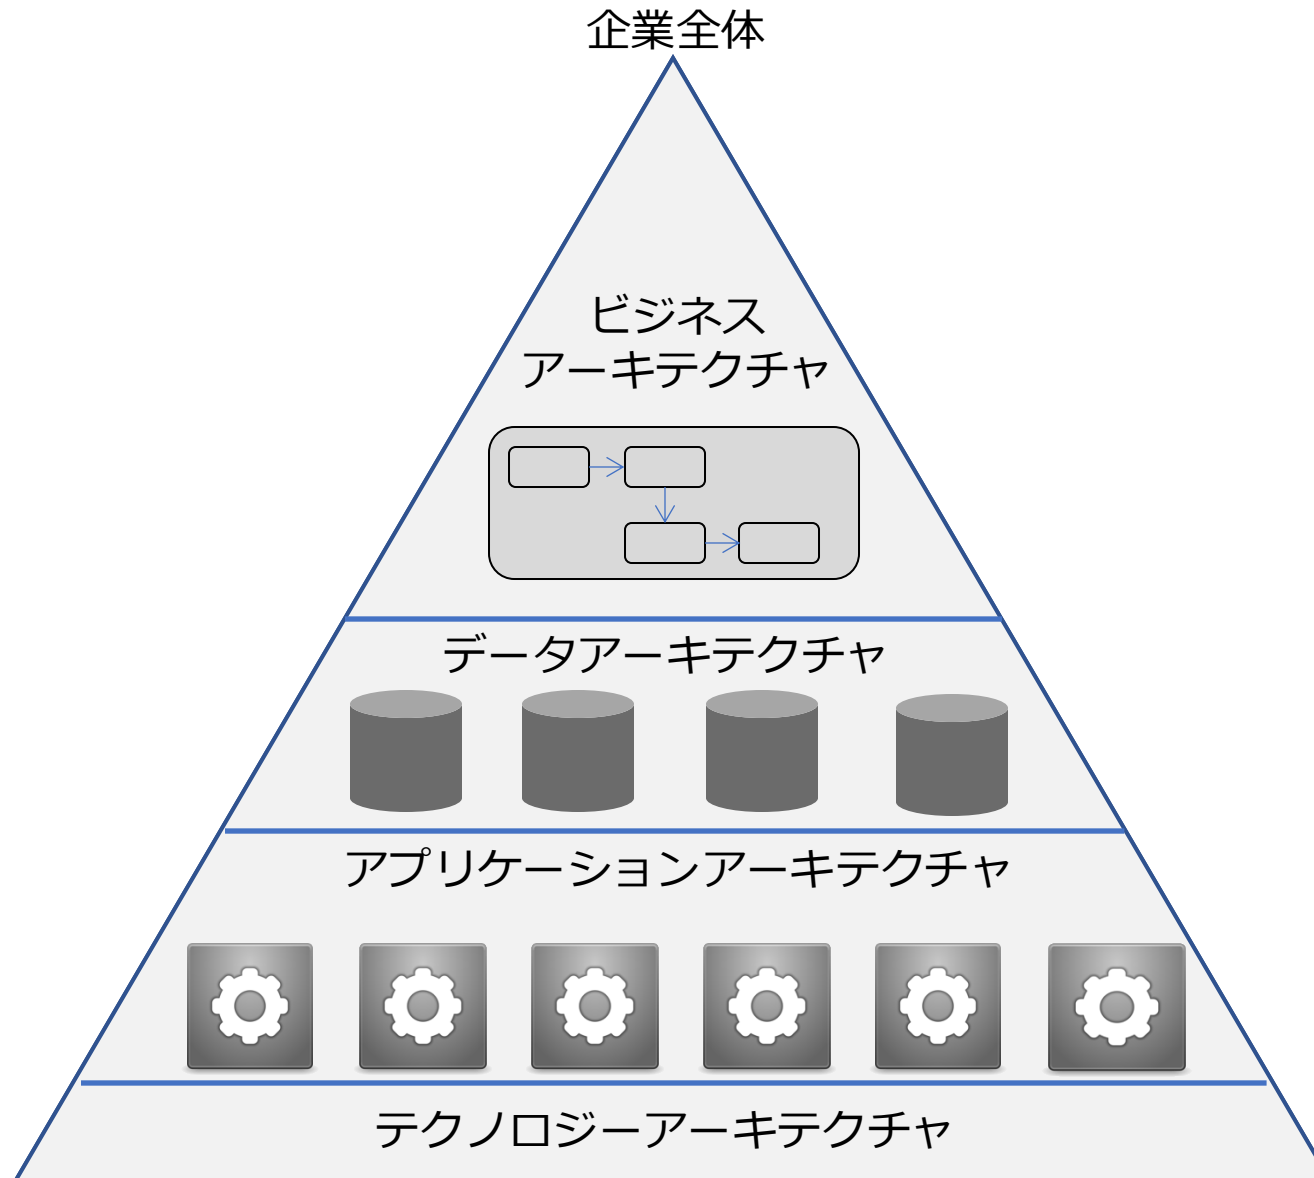 企業全体
ビジネス
アーキテクチャ
データアーキテクチャ
アプリケーションアーキテクチャ
テクノロジーアーキテクチャ